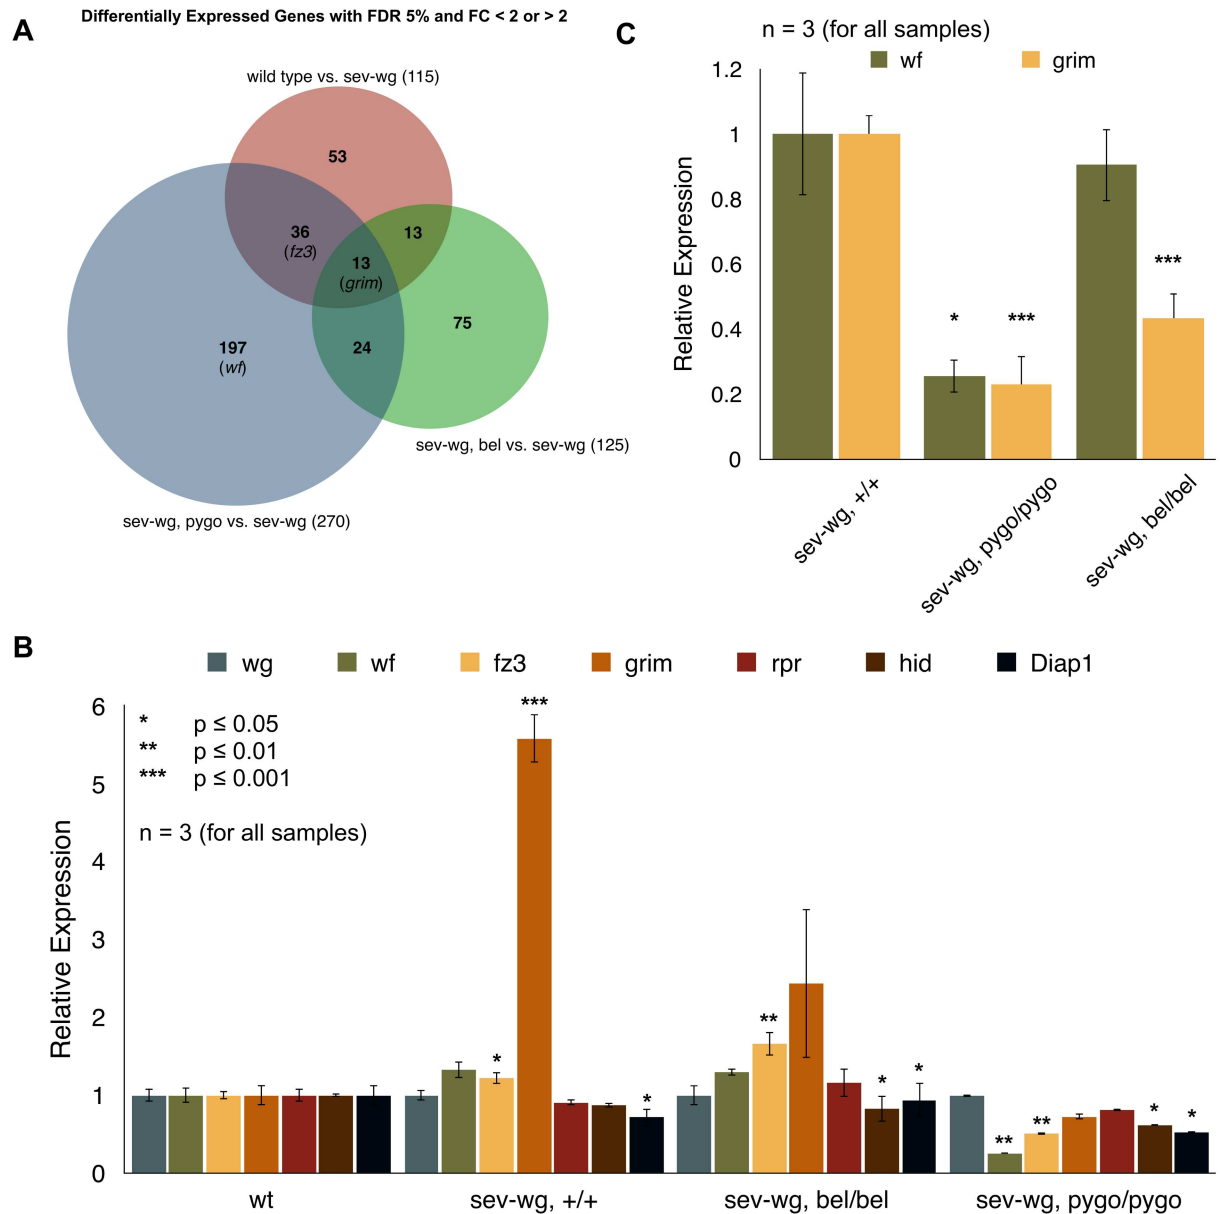 Differentially Expressed Genes with FDR 5% and FC < 2 or > 2
A
wild type vs. sev-wg (115)
53
36
(fz3)
13
13
(grim)
75
197
(wf)
24
sev-wg, bel vs. sev-wg (125)
sev-wg, pygo vs. sev-wg (270)
C
n = 3 (for all samples)
wf grim
Relative Expression
1.2
1
0.8
0.6
0.4
0.2
0
* *** ***
sev-wg, +/+
sev-wg, pygo/pygo
sev-wg, bel/bel
B
wg wf fz3 grim rpr hid Diap1
Relative Expression
6
5
4
3
2
1
0
* p ≤ 0.05
** p ≤ 0.01
*** p ≤ 0.001
n = 3 (for all samples)
* *** *
** * *
** ** * *
wt sev-wg, +/+ sev-wg, bel/bel sev-wg, pygo/pygo